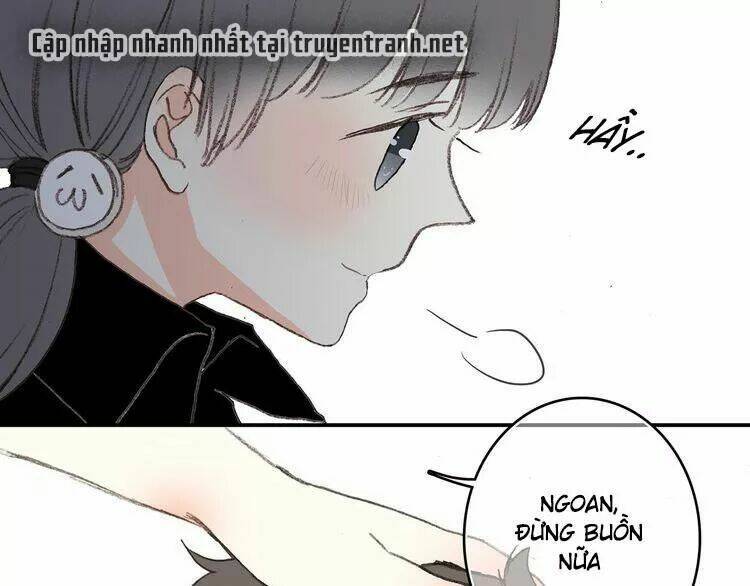 Cập nhập nhanh nhất tại truyentranh.net
HẦY..
NGOAN,
ĐỪNG BUỒN
NỮA